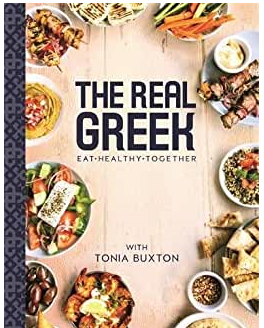 THE REAL
GREEK
EAT•HEALTHY•TOGETHER
WITH
TONIA BUXTON